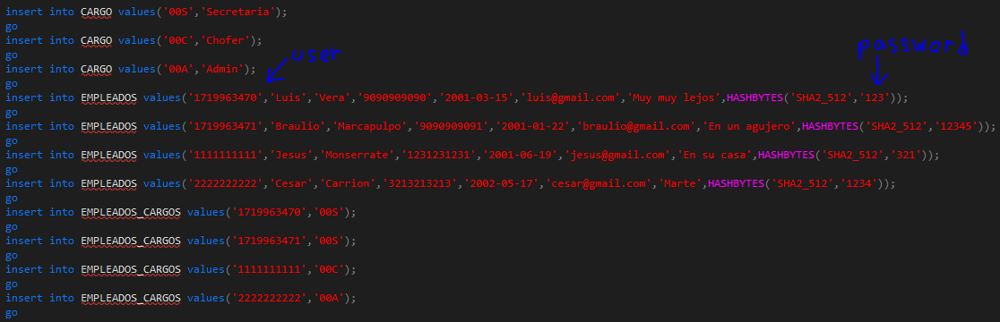 insert into CARGO values('00S','Secretaria');
go
insert into CARGO values('00C','Chofer');
go
insert into CARGO values('00A','Admin');
go
user
password
insert into EMPLEADOS values('1719963470','Luis','Vera','9090909090','2001-03-15','luis@gmail.com','Muy muy lejos',HASHBYTES('SHA2_512','123'));
go
insert into EMPLEADOS values('1719963471','Braulio','Marcapulpo','9090909091','2001-01-22','braulio@gmail.com','En un agujero',HASHBYTES('SHA2_512','12345'));
go
insert into EMPLEADOS values('1111111111','Jesus','Monserrate','1231231231','2001-06-19','jesus@gmail.com','En su casa',HASHBYTES('SHA2_512','321'));
go
insert into EMPLEADOS values('2222222222','Cesar','Carrion','3213213213','2002-05-17','cesar@gmail.com','Marte',HASHBYTES('SHA2_512','1234'));
go
insert into EMPLEADOS_CARGOS values('1719963470','00S');
go
insert into EMPLEADOS_CARGOS values('1719963471','00S');
go
insert into EMPLEADOS_CARGOS values('1111111111','00C');
go
insert into EMPLEADOS_CARGOS values('2222222222','00A');
go